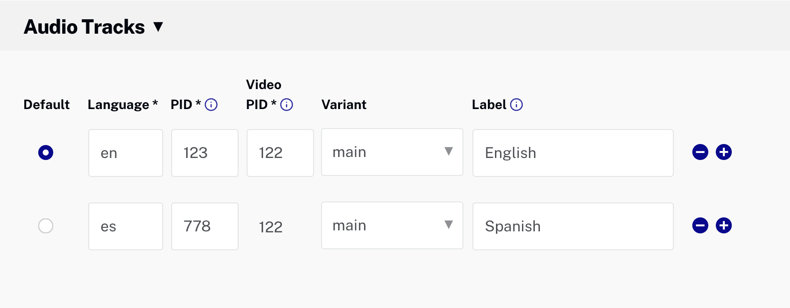 Audio Tracks ▼
Default Language * PID * Video PID * Variant Label
en 123 122 main English
es 778 122 main Spanish